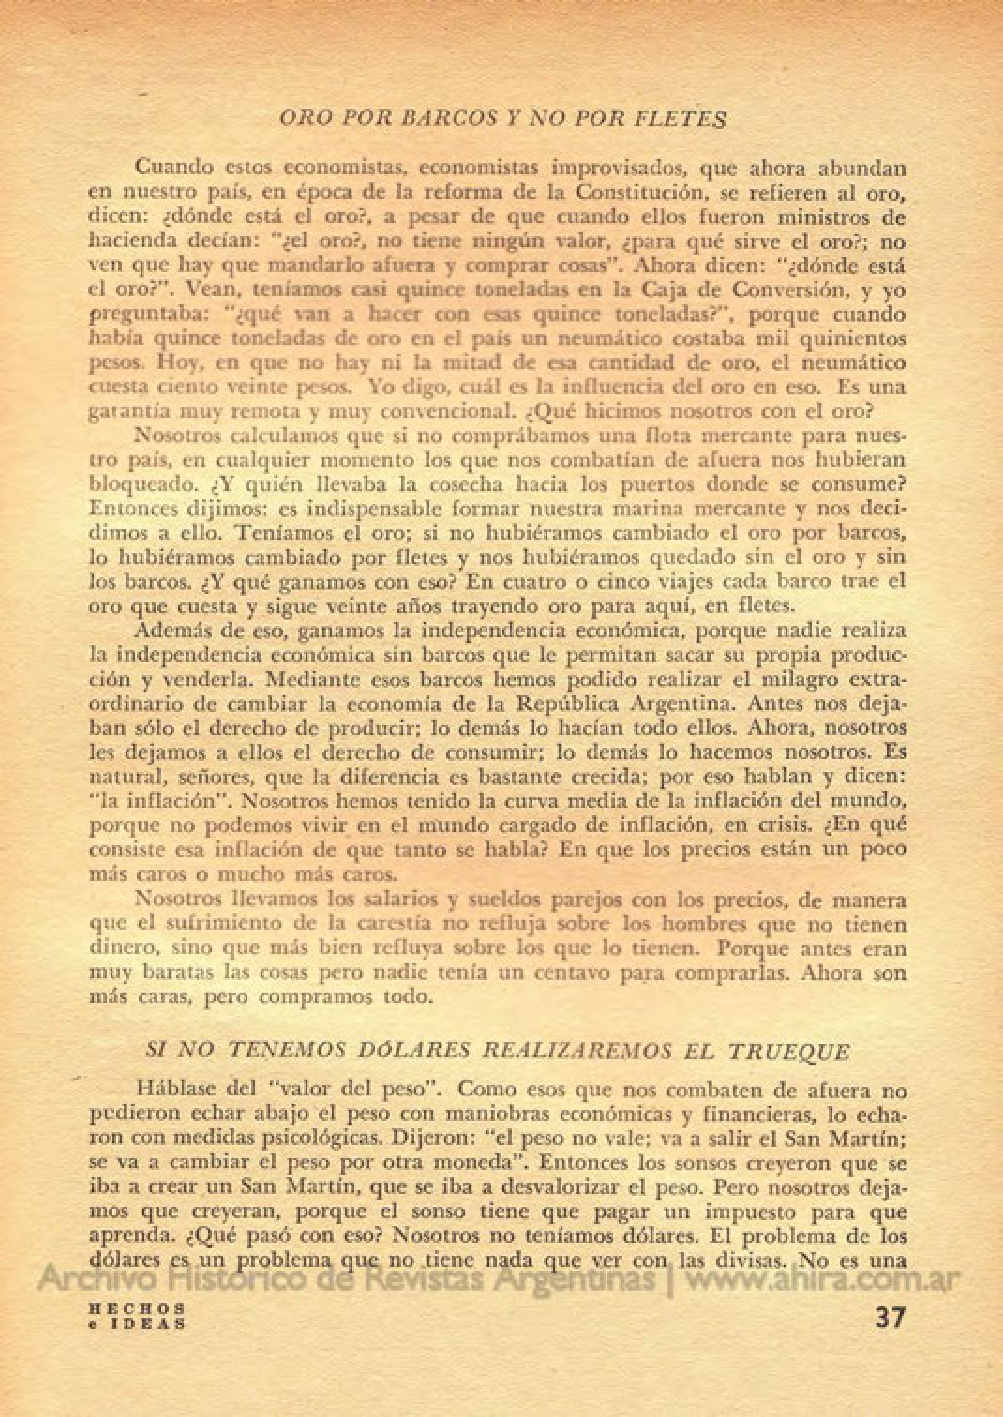 ORO POR BARCOS Y NO POR FLETES
Cuando estos economistas, economistas improvisados, que ahora abundan
en nuestro país, en época de la reforma de la Constitución, se refieren al oro,
dicen: ¿dónde está el oro?, a pesar de que cuando ellos fueron ministros de
hacienda decían: "¿el oro?, no tiene ningún valor, ¿para qué sirve el oro?; no
ven que hay que mandarlo afuera y comprar cosas". Ahora dicen: "¿dónde está
el oro?". Vean, teníamos casi quince toneladas en la Caja de Conversión, y yo
preguntaba: "¿qué van a hacer con esas quince toneladas?", porque cuando
había quince toneladas de oro en el país un neumático costaba mil quinientos
pesos. Hoy, en que no hay ni la mitad de esa cantidad de oro, el neumático
cuesta ciento veinte pesos. Yo digo, cuál es la influencia del oro en eso. Es una
garantía muy remota y muy convencional. ¿Qué hicimos nosotros con el oro?
Nosotros calculamos que si no comprábamos una flota mercante para nues-
tro país, en cualquier momento los que nos combatían de afuera nos hubieran
bloqueado. ¿Y quién llevaba la cosecha hacia los puertos donde se consume?
Entonces dijimos: es indispensable formar nuestra marina mercante y nos deci-
dimos a ello. Teníamos el oro; si no hubiéramos cambiado el oro por barcos,
lo hubiéramos cambiado por fletes y nos hubiéramos quedado sin el oro y sin
los barcos. ¿Y qué ganamos con eso? En cuatro o cinco viajes cada barco trae el
oro que cuesta y sigue veinte años trayendo oro para aquí, en fletes.
Además de eso, ganamos la independencia económica, porque nadie realiza
la independencia económica sin barcos que le permitan sacar su propia produc-
ción y venderla. Mediante esos barcos hemos podido realizar el milagro extra-
ordinario de cambiar la economía de la República Argentina. Antes nos deja-
ban sólo el derecho de producir; lo demás lo hacían todo ellos. Ahora, nosotros
les dejamos a ellos el derecho de consumir; lo demás lo hacemos nosotros. Es
natural, señores, que la diferencia es bastante crecida; por eso hablan y dicen:
"la inflación". Nosotros hemos tenido la curva media de la inflación del mundo,
porque no podemos vivir en el mundo cargado de inflación, en crisis. ¿En qué
consiste esa inflación de que tanto se habla? En que los precios están un poco
más caros o mucho más caros.
Nosotros llevamos los salarios y sueldos parejos con los precios, de manera
que el sufrimiento de la carestía no refluja sobre los hombres que no tienen
dinero, sino que más bien refluya sobre los que lo tienen. Porque antes eran
muy baratas las cosas pero nadie tenía un centavo para comprarlas. Ahora son
más caras, pero compramos todo.
SI NO TENEMOS DÓLARES REALIZAREMOS EL TRUEQUE
Háblase del "valor del peso". Como esos que nos combaten de afuera no
pudieron echar abajo el peso con maniobras económicas y financieras, lo echa-
ron con medidas psicológicas. Dijeron: "el peso no vale; va a salir el San Martín;
se va a cambiar el peso por otra moneda". Entonces los sonsos creyeron que se
iba a crear un San Martín, que se iba a desvalorizar el peso. Pero nosotros deja-
mos que creyeran, porque el sonso tiene que pagar un impuesto para que
aprenda. ¿Qué pasó con eso? Nosotros no teníamos dólares. El problema de los
dólares es un problema que no tiene nada que ver con las divisas. No es una
Archivo Histórico de Revistas Argentinas | www.ahira.com.ar
HECHOS
e IDEAS
37